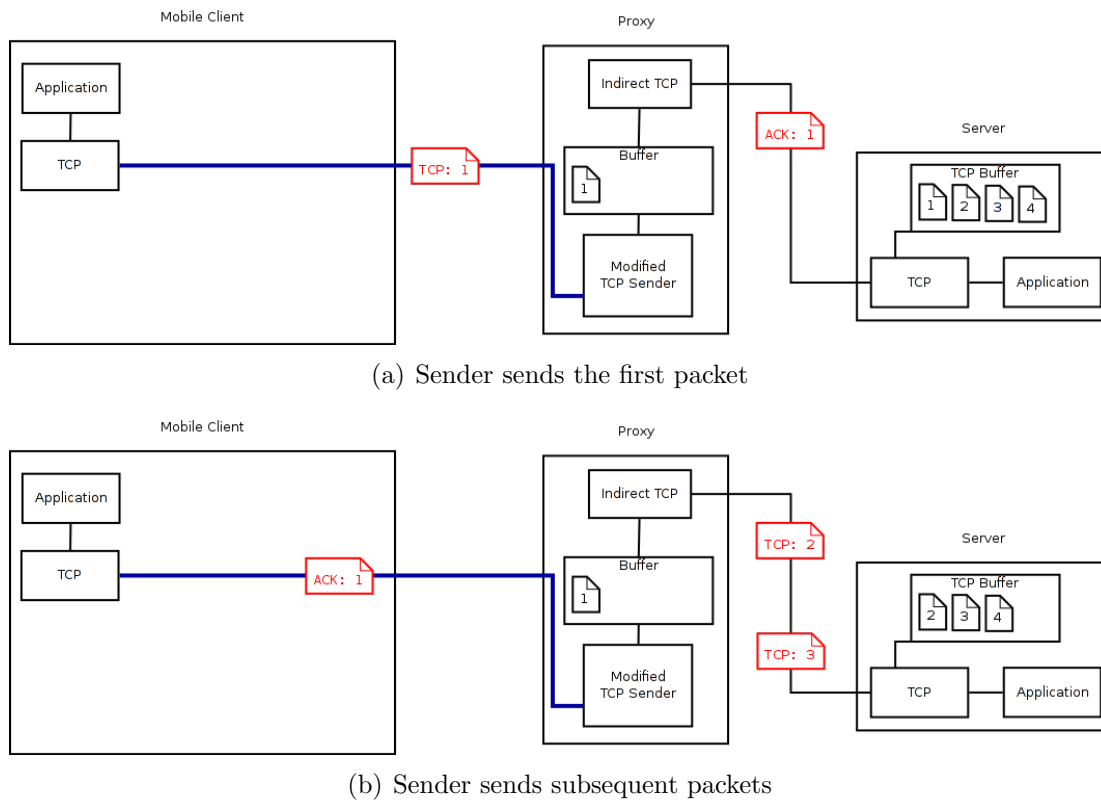 Mobile Client
Proxy
Application
TCP
TCP: 1
Indirect TCP
Buffer
1
Modified
TCP Sender
ACK: 1
Server
TCP Buffer
1 2 3 4
TCP
Application
(a) Sender sends the first packet
Mobile Client
Proxy
Application
TCP
ACK: 1
Indirect TCP
Buffer
1
Modified
TCP Sender
TCP: 2
TCP: 3
Server
TCP Buffer
2 3 4
TCP
Application
(b) Sender sends subsequent packets